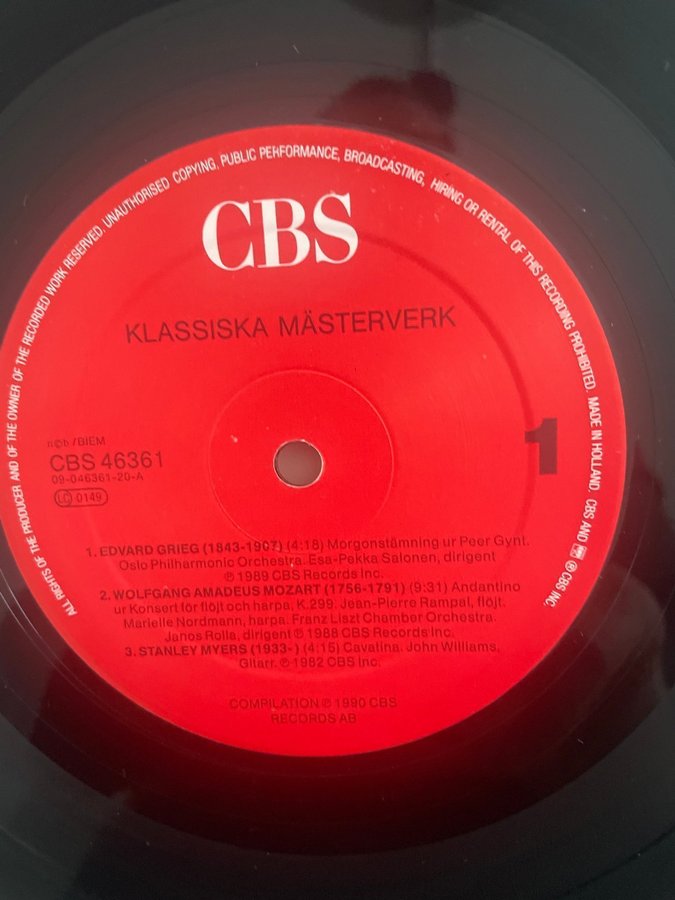 ALL RIGHTS OF THE PRODUCER AND OF THE OWNER OF THE RECORDED WORK RESERVED. UNAUTHORISED COPYING, PUBLIC PERFORMANCE, BROADCASTING, HIRING OR RENTAL OF THIS RECORDING PROHIBITED. MADE IN HOLLAND. CBS AND ® CBS INC.
CBS
KLASSISKA MÄSTERVERK
1
n©b/BIEM
CBS 46361
09-046361-20-A
LC 0149
1. EDVARD GRIEG (1843-1907) (4:18) Morgonstämning ur Peer Gynt.
Oslo Philharmonic Orchestra. Esa-Pekka Salonen, dirigent
℗ 1989 CBS Records Inc.
2. WOLFGANG AMADEUS MOZART (1756-1791) (9:31) Andantino
ur Konsert för flöjt och harpa, K.299. Jean-Pierre Rampal, flöjt.
Marielle Nordmann, harpa. Franz Liszt Chamber Orchestra.
Janos Rolla, dirigent ℗ 1988 CBS Records Inc.
3. STANLEY MYERS (1933- ) (4:15) Cavatina. John Williams,
Gitarr. ℗ 1982 CBS Inc.
COMPILATION ℗ 1990 CBS
RECORDS AB